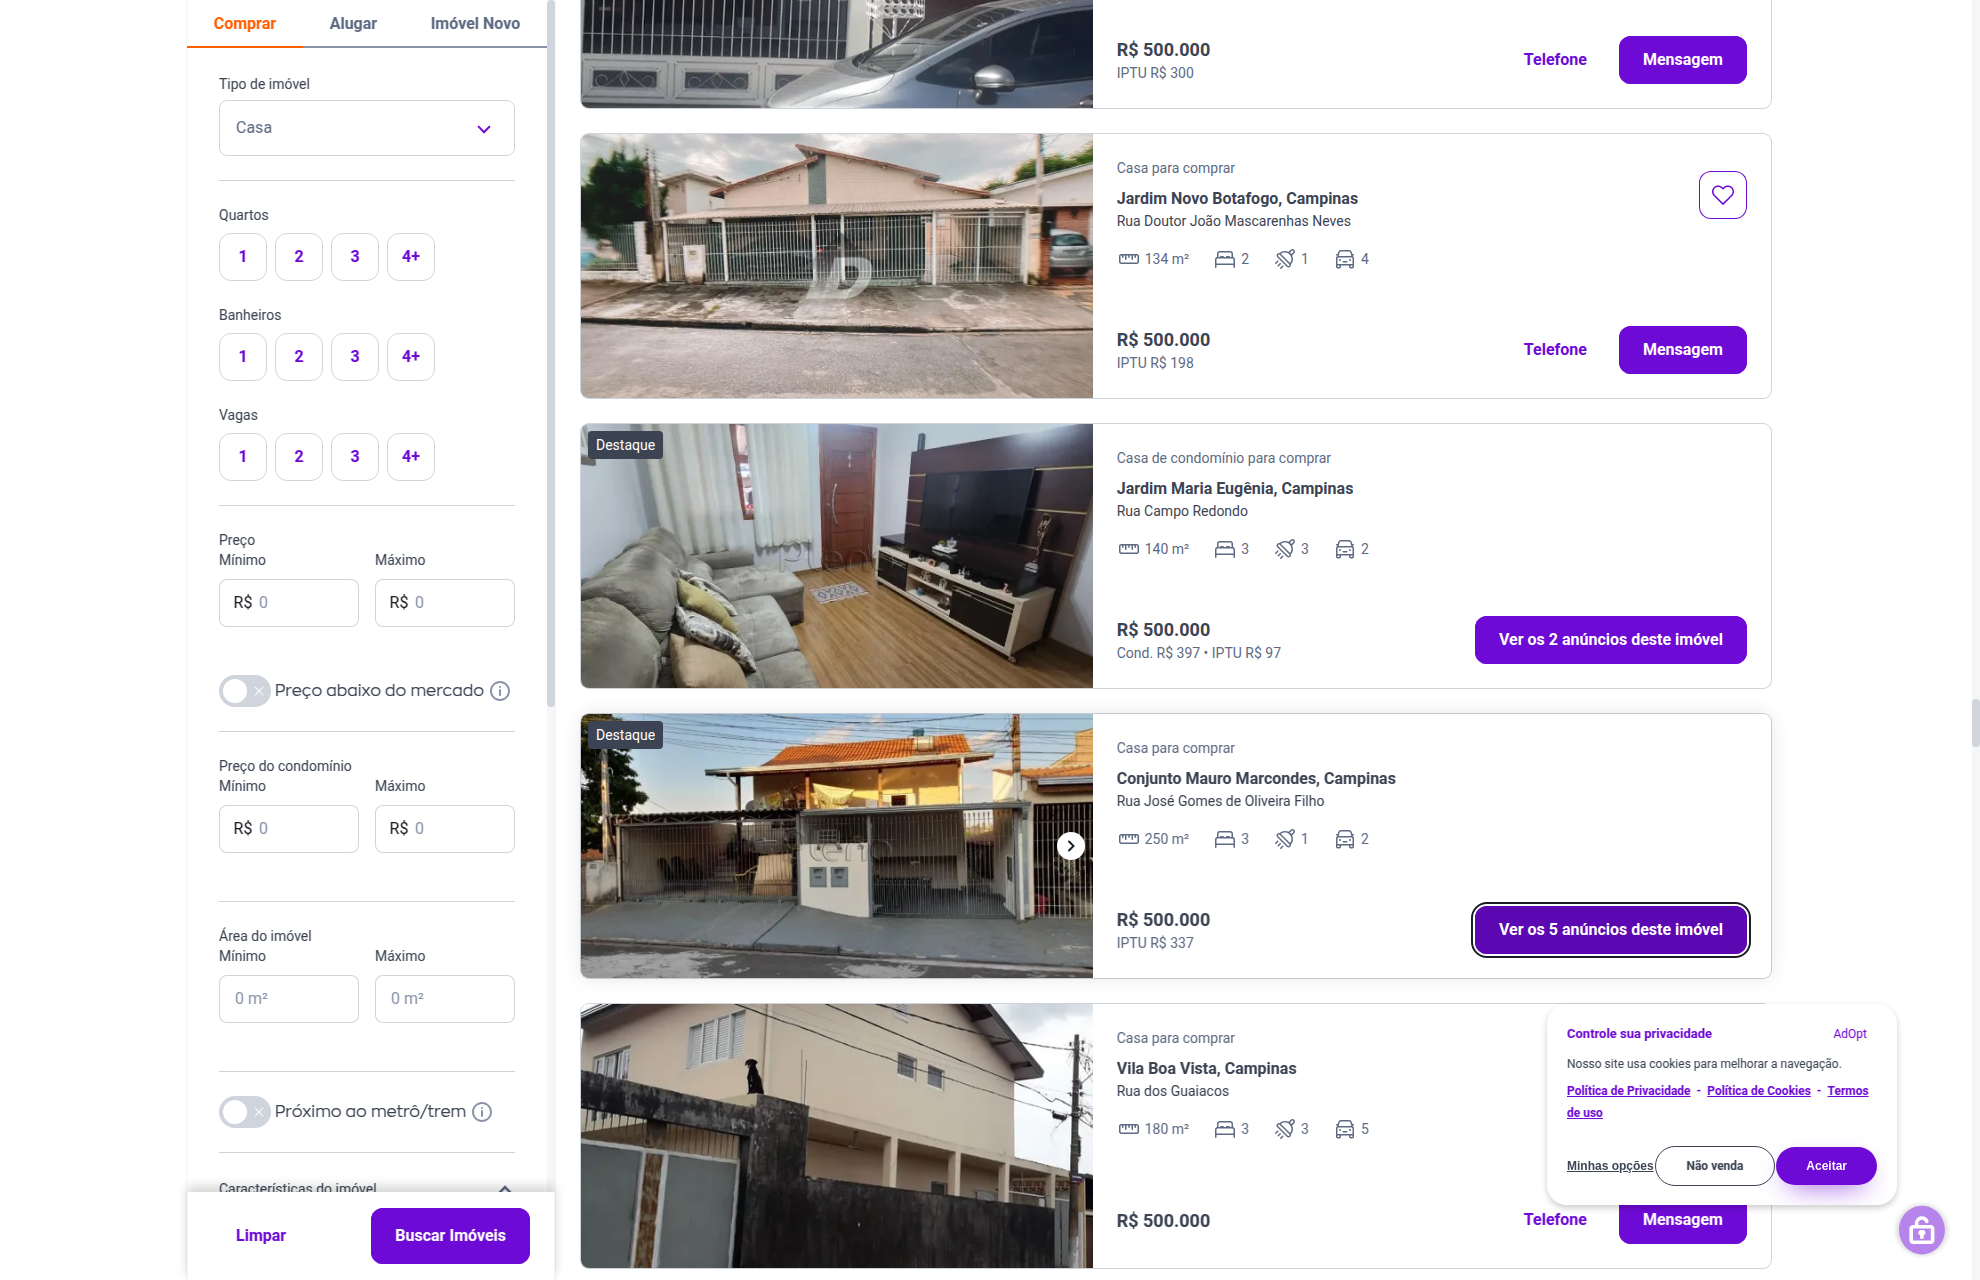 Comprar
Alugar
Imóvel Novo
Tipo de imóvel
Casa
Quartos
1
2
3
4+
Banheiros
1
2
3
4+
Vagas
1
2
3
4+
Preço
Mínimo
Máximo
R$ 0
R$ 0
Preço abaixo do mercado
Preço do condomínio
Mínimo
Máximo
R$ 0
R$ 0
Área do imóvel
Mínimo
Máximo
0 m²
0 m²
Próximo ao metrô/trem
Características do imóvel
Limpar
Buscar Imóveis
R$ 500.000
IPTU R$ 300
Telefone
Mensagem
Casa para comprar
Jardim Novo Botafogo, Campinas
Rua Doutor João Mascarenhas Neves
134 m²
2
1
4
R$ 500.000
IPTU R$ 198
Telefone
Mensagem
Destaque
pleno
Casa de condomínio para comprar
Jardim Maria Eugênia, Campinas
Rua Campo Redondo
140 m²
3
3
2
R$ 500.000
Cond. R$ 397 • IPTU R$ 97
Ver os 2 anúncios deste imóvel
Destaque
pleno
Casa para comprar
Conjunto Mauro Marcondes, Campinas
Rua José Gomes de Oliveira Filho
250 m²
3
1
2
R$ 500.000
IPTU R$ 337
Ver os 5 anúncios deste imóvel
Casa para comprar
Vila Boa Vista, Campinas
Rua dos Guaiacos
180 m²
3
3
5
R$ 500.000
Telefone
Mensagem
Controle sua privacidade
AdOpt
Nosso site usa cookies para melhorar a navegação.
Política de Privacidade - Política de Cookies - Termos
de uso
Minhas opções
Não venda
Aceitar